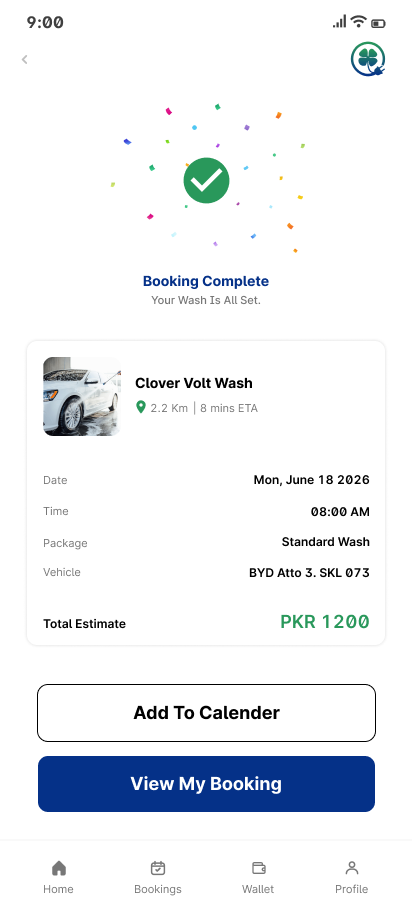 9:00
Booking Complete
Your Wash Is All Set.
Clover Volt Wash
2.2 Km | 8 mins ETA
Date Mon, June 18 2026
Time 08:00 AM
Package Standard Wash
Vehicle BYD Atto 3. SKL 073
Total Estimate PKR 1200
Add To Calender
View My Booking
Home Bookings Wallet Profile